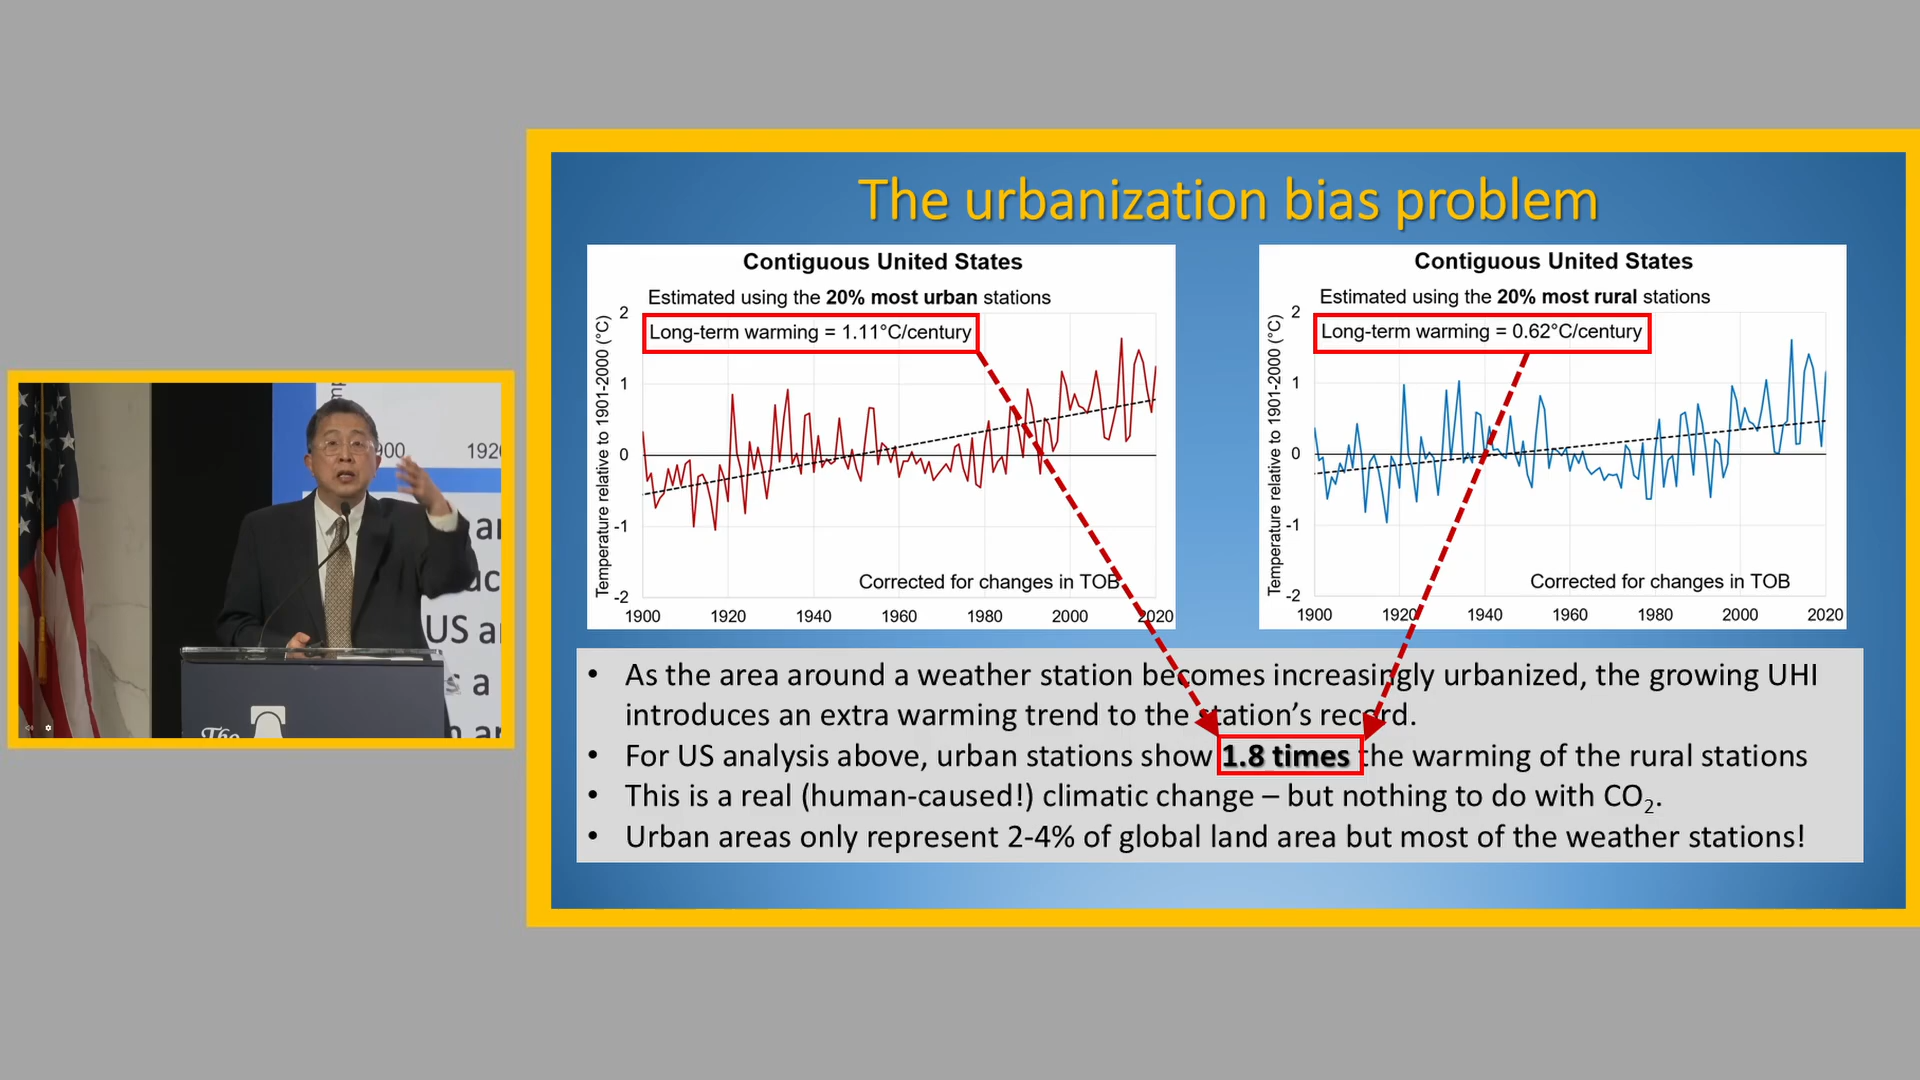 The urbanization bias problem
Contiguous United States
Estimated using the 20% most urban stations
Long-term warming = 1.11°C/century
Temperature relative to 1901-2000 (°C)
2
1
0
-1
-2
Corrected for changes in TOB
1900 1920 1940 1960 1980 2000 2020
Contiguous United States
Estimated using the 20% most rural stations
Long-term warming = 0.62°C/century
Temperature relative to 1901-2000 (°C)
2
1
0
-1
-2
Corrected for changes in TOB
1900 1920 1940 1960 1980 2000 2020
• As the area around a weather station becomes increasingly urbanized, the growing UHI
introduces an extra warming trend to the station's record.
• For US analysis above, urban stations show 1.8 times the warming of the rural stations
• This is a real (human-caused!) climatic change – but nothing to do with CO₂.
• Urban areas only represent 2-4% of global land area but most of the weather stations!
900 192
US a
s a
The